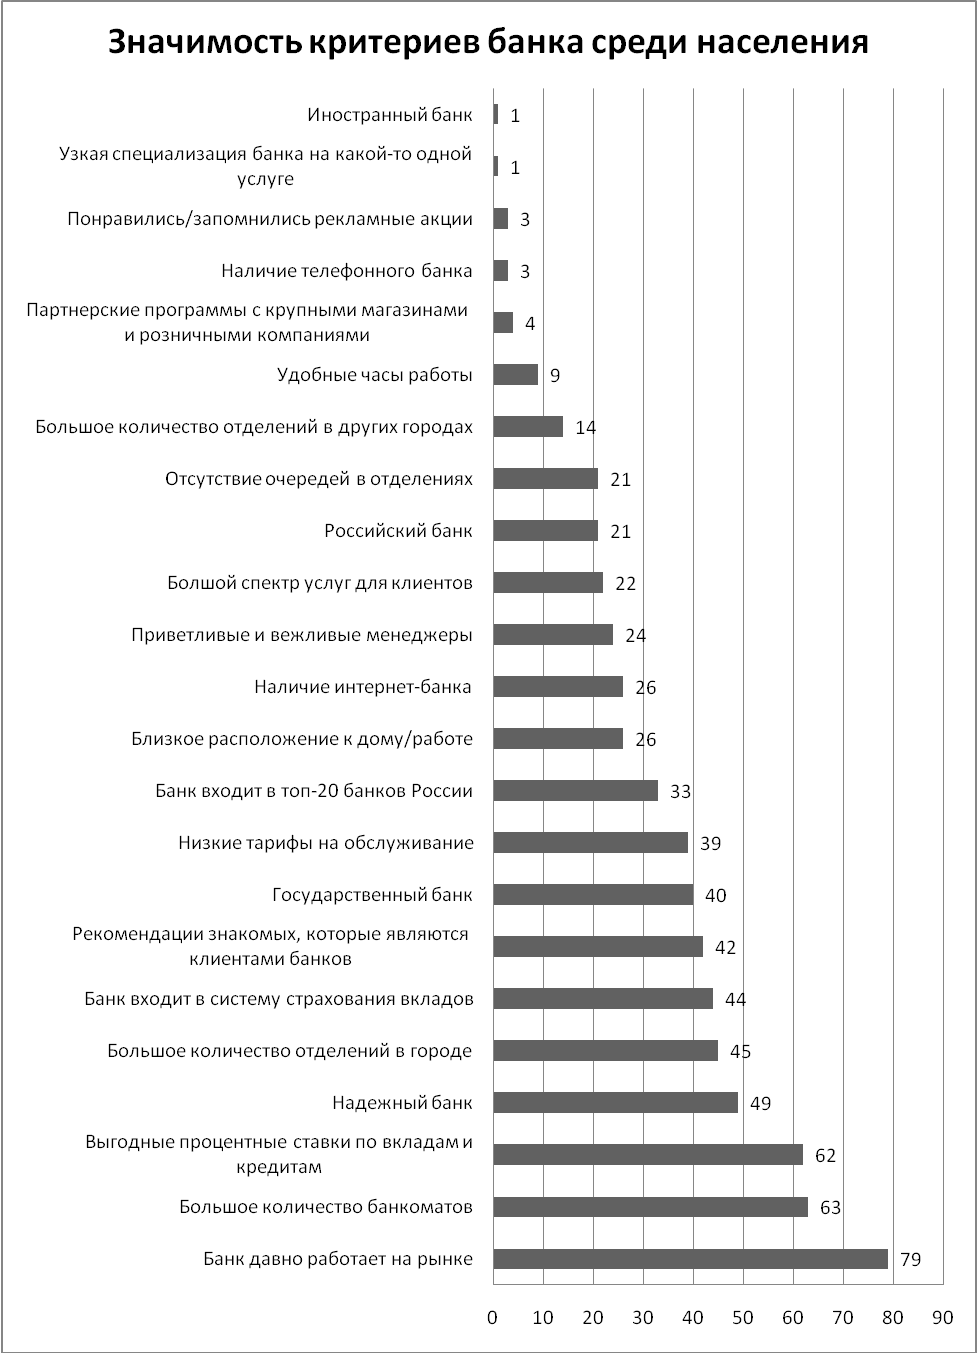 Значимость критериев банка среди населения
Иностранный банк 1
Узкая специализация банка на какой-то одной
услуге 1
Понравились/запомнились рекламные акции 3
Наличие телефонного банка 3
Партнерские программы с крупными магазинами
и розничными компаниями 4
Удобные часы работы 9
Большое количество отделений в других городах 14
Отсутствие очередей в отделениях 21
Российский банк 21
Болшой спектр услуг для клиентов 22
Приветливые и вежливые менеджеры 24
Наличие интернет-банка 26
Близкое расположение к дому/работе 26
Банк входит в топ-20 банков России 33
Низкие тарифы на обслуживание 39
Государственный банк 40
Рекомендации знакомых, которые являются
клиентами банков 42
Банк входит в систему страхования вкладов 44
Большое количество отделений в городе 45
Надежный банк 49
Выгодные процентные ставки по вкладам и
кредитам 62
Большое количество банкоматов 63
Банк давно работает на рынке 79
0 10 20 30 40 50 60 70 80 90